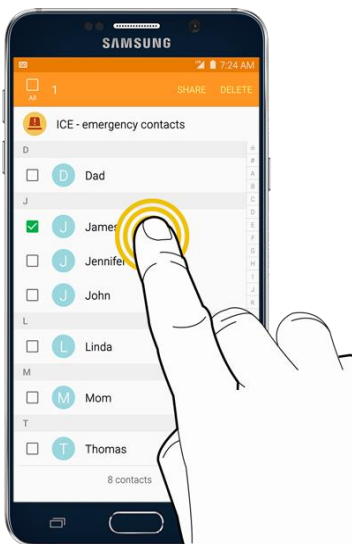 SAMSUNG
7:24 AM
All 1 SHARE DELETE
ICE - emergency contacts
D
D Dad
J
J James
J Jennifer
J John
L
L Linda
M
M Mom
T
T Thomas
8 contacts
#
A
B
C
D
E
F
G
H
I
J